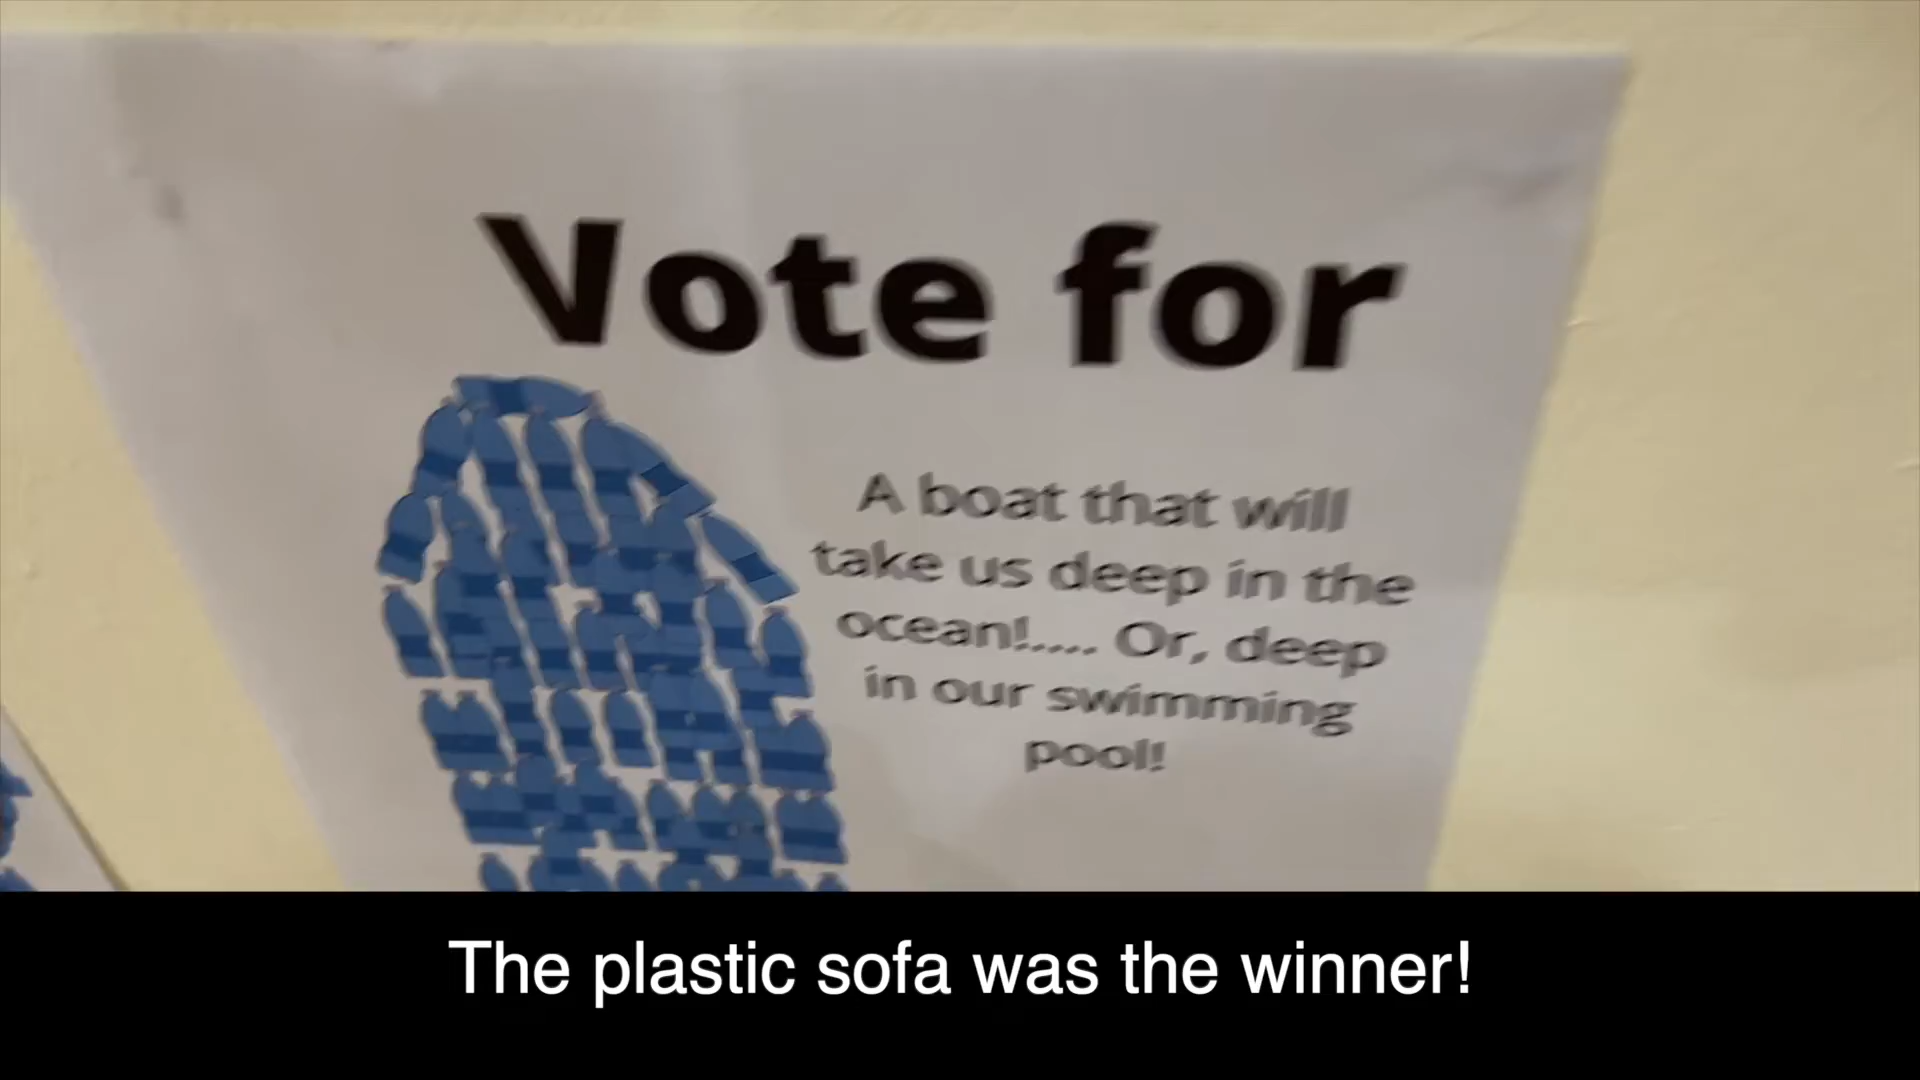 Vote for
A boat that will
take us deep in the
ocean!.... Or, deep
in our swimming
pool!
The plastic sofa was the winner!